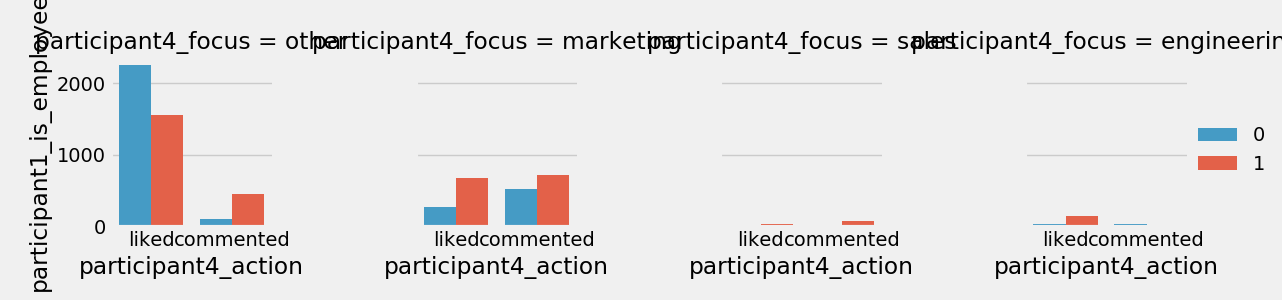 participant4_focus = other
participant4_focus = marketing
participant4_focus = sales
participant4_focus = engineerin
participant1_is_employee
2000
1000
0
liked commented
liked commented
liked commented
liked commented
participant4_action
participant4_action
participant4_action
participant4_action
0
1